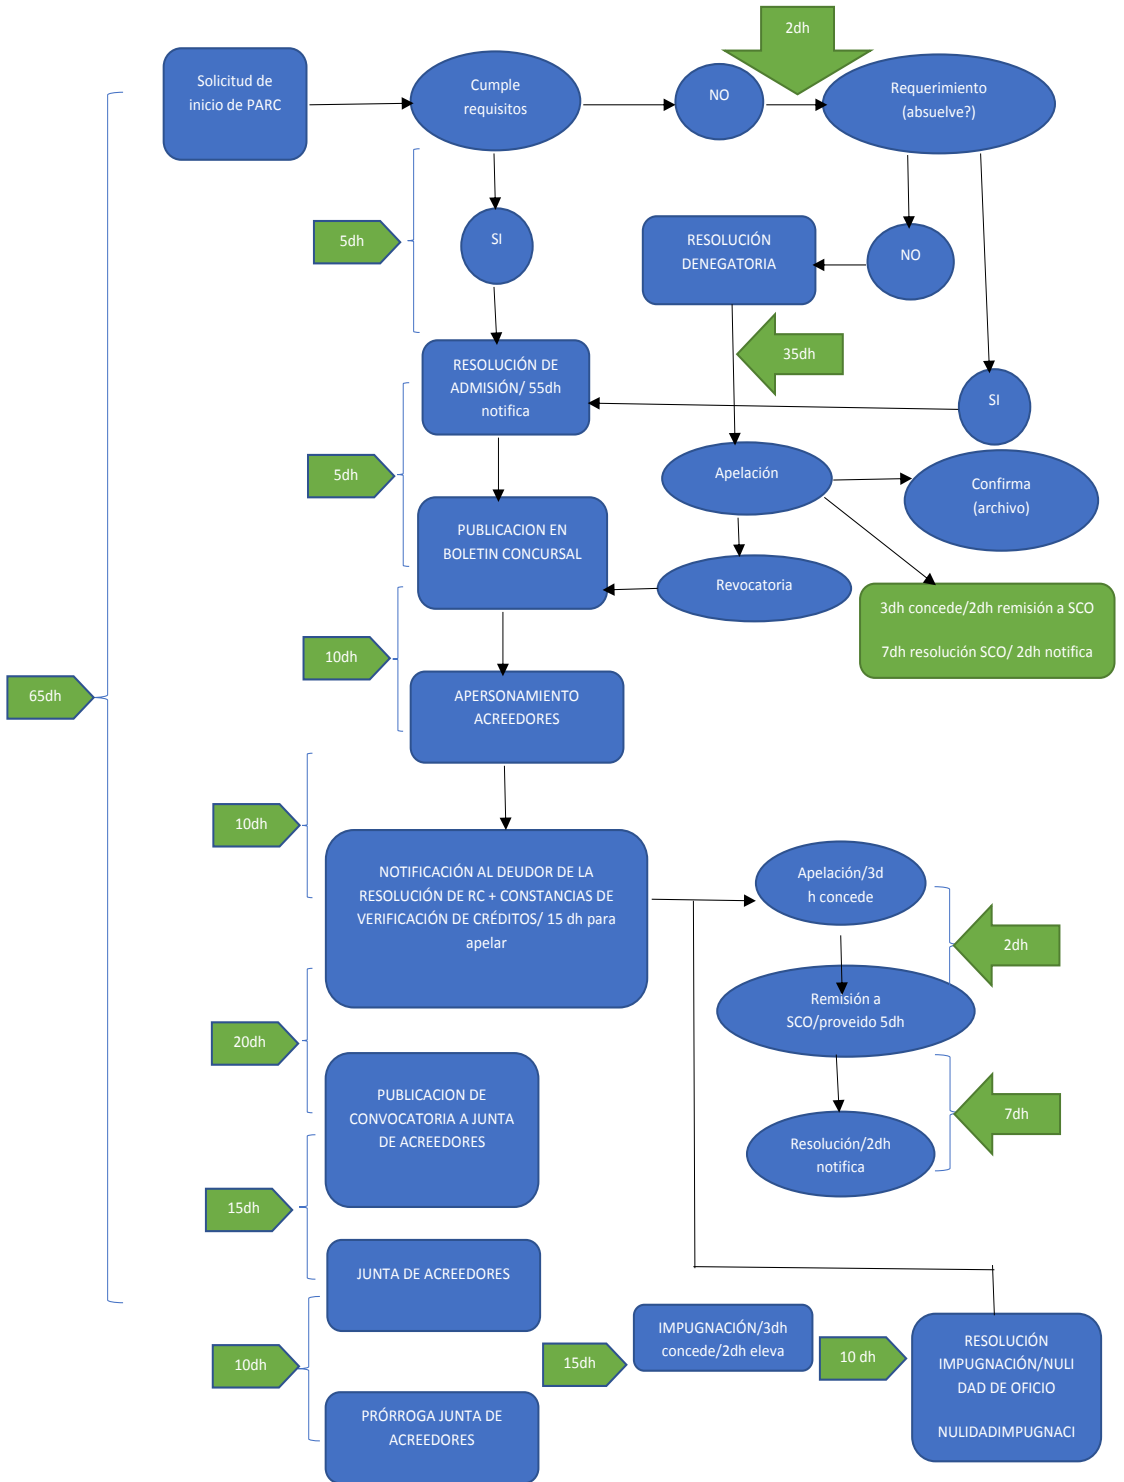 2dh
Solicitud de
inicio de PARC
Cumple
requisitos
NO
Requerimiento
(absuelve?)
5dh
SI
RESOLUCIÓN
DENEGATORIA
NO
35dh
RESOLUCIÓN DE
ADMISIÓN/ 55dh
notifica
SI
5dh
Apelación
Confirma
(archivo)
PUBLICACION EN
BOLETIN CONCURSAL
Revocatoria
3dh concede/2dh remisión a SCO
7dh resolución SCO/ 2dh notifica
10dh
65dh
APERSONAMIENTO
ACREEDORES
10dh
NOTIFICACIÓN AL DEUDOR DE LA
RESOLUCIÓN DE RC + CONSTANCIAS DE
VERIFICACIÓN DE CRÉDITOS/ 15 dh para
apelar
Apelación/3d
h concede
2dh
Remisión a
SCO/proveido 5dh
20dh
PUBLICACION DE
CONVOCATORIA A JUNTA
DE ACREEDORES
7dh
Resolución/2dh
notifica
15dh
JUNTA DE ACREEDORES
10dh
PRÓRROGA JUNTA DE
ACREEDORES
15dh
IMPUGNACIÓN/3dh
concede/2dh eleva
10 dh
RESOLUCIÓN
IMPUGNACIÓN/NULI
DAD DE OFICIO
NULIDADIMPUGNACI